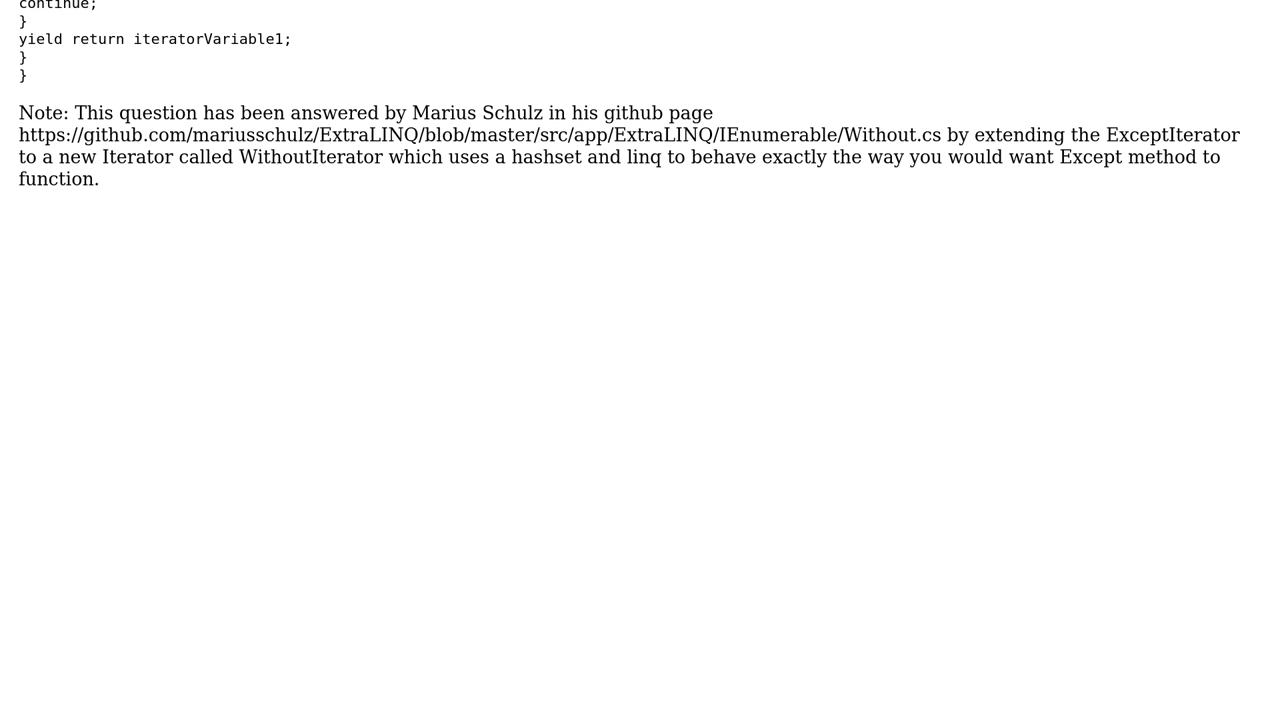 continue;
}
yield return iteratorVariable1;
}
}
Note: This question has been answered by Marius Schulz in his github page
https://github.com/mariusschulz/ExtraLINQ/blob/master/src/app/ExtraLINQ/IEnumerable/Without.cs by extending the ExceptIterator
to a new Iterator called WithoutIterator which uses a hashset and linq to behave exactly the way you would want Except method to
function.